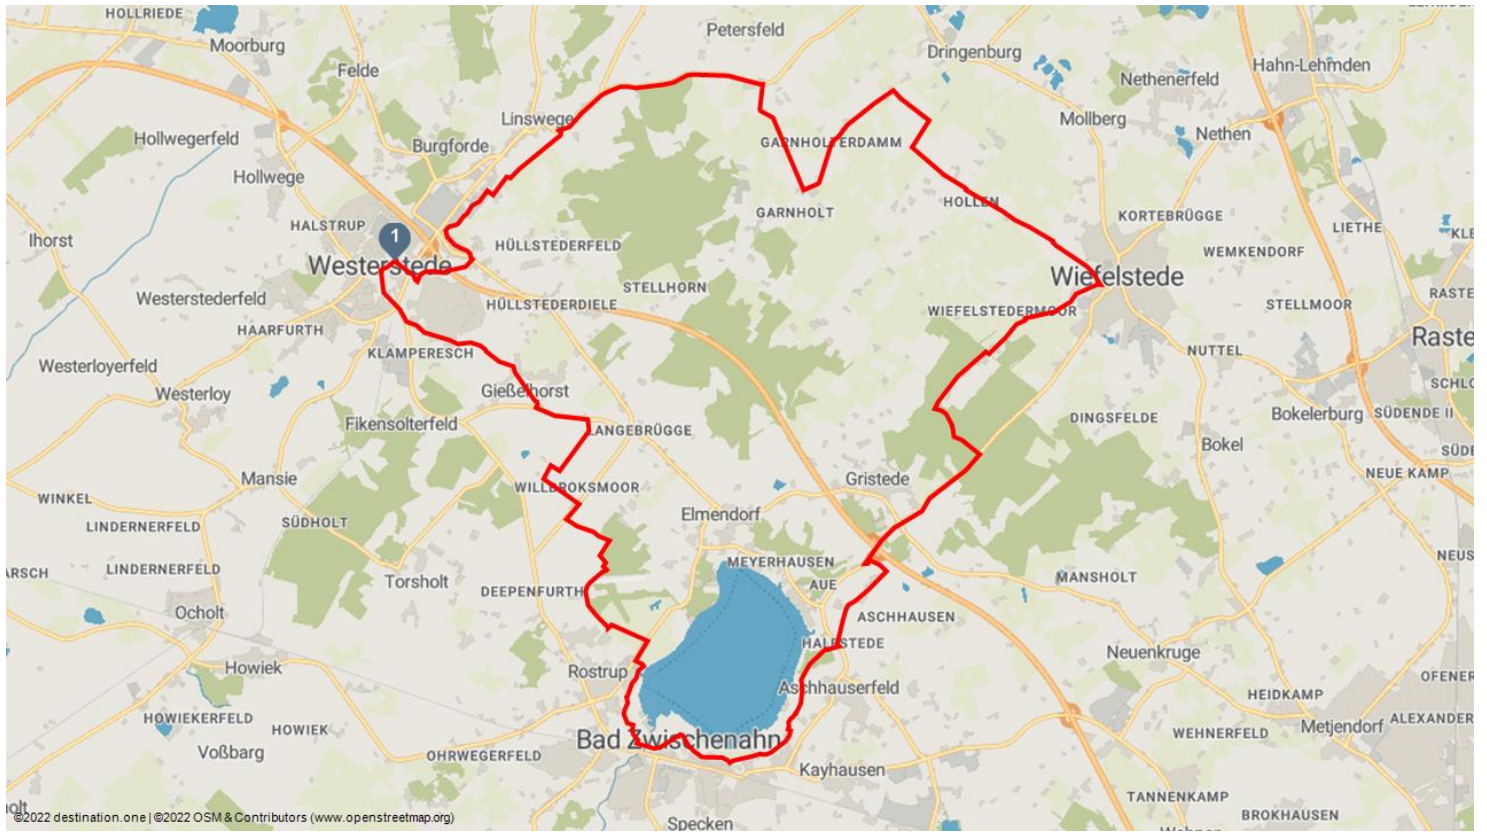 HOLLRIEDE
Moorburg
Petersfeld
Dringenburg
Hahn-Lehmden
Felde
Nethenerfeld
Linswege
Mollberg
Nethen
Hollwegerfeld
Burgforde
GARNHOLTERDAMM
Hollwege
HOLLEN
GARNHOLT
KORTEBRÜGGE
HALSTRUP
LIETHE
KLE
Ihorst
1
HÜLLSTEDERFELD
WEMKENDORF
Westerstede
Wiefelstede
STELLHORN
Westerstederfeld
HÜLLSTEDERDIELE
WIEFELSTEDERMOOR
STELLMOOR
RASTE
HAARFURTH
Raste
KLAMPERESCH
NUTTEL
Westerloyerfeld
Gießelhorst
SCHLO
Westerloy
DINGSFELDE
Bokelerburg
SÜDENDE II
Fikensolterfeld
LANGEBRÜGGE
Bokel
SÜDE
Mansie
Gristede
NEUE KAMP
WINKEL
WILLBROKSMOOR
LINDERNERFELD
SÜDHOLT
Elmendorf
NEUS
MEYERHAUSEN
ARSCH
LINDERNERFELD
Torsholt
DEEPENFURTH
AUE
MANSHOLT
Ocholt
ASCHHAUSEN
HALFSTEDE
Neuenkruge
Howiek
Rostrup
Aschhauserfeld
OFENER
HEIDKAMP
HOWIEKERFELD
HOWIEK
Metjendorf
ALEXANDER
Voßbarg
OHRWEGERFELD
Bad Zwischenahn
WEHNERFELD
Kayhausen
TANNENKAMP
Specken
BROKHAUSEN
©2022 destination.one | ©2022 OSM & Contributors (www.openstreetmap.org)